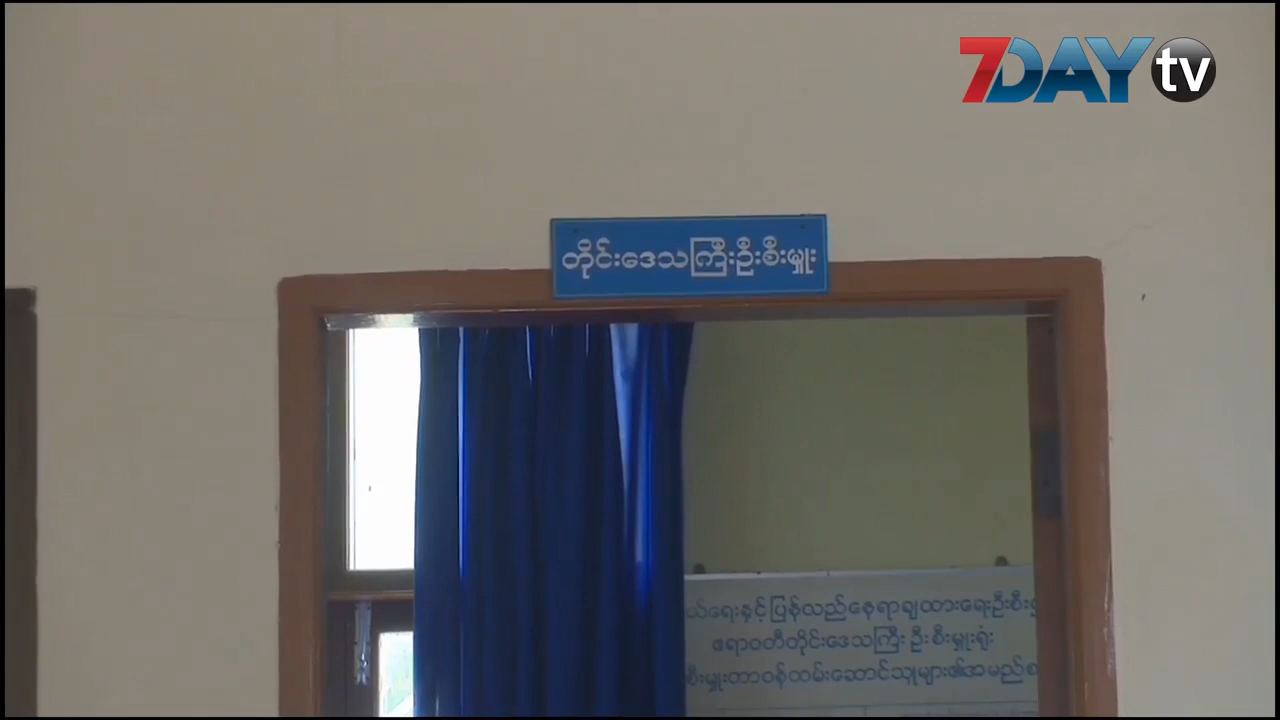 7DAY tv
တိုင်းဒေသကြီးဦးစီးမှူး
ယ်ရေးနှင့်ပြန်လည်နေရာချထားရေးဦးစီး
ဧရာဝတီတိုင်းဒေသကြီး ဦးစီးမှူးရုံး
စီးမှူးတာဝန်ထမ်းဆောင်သူများ၏အမည်စ